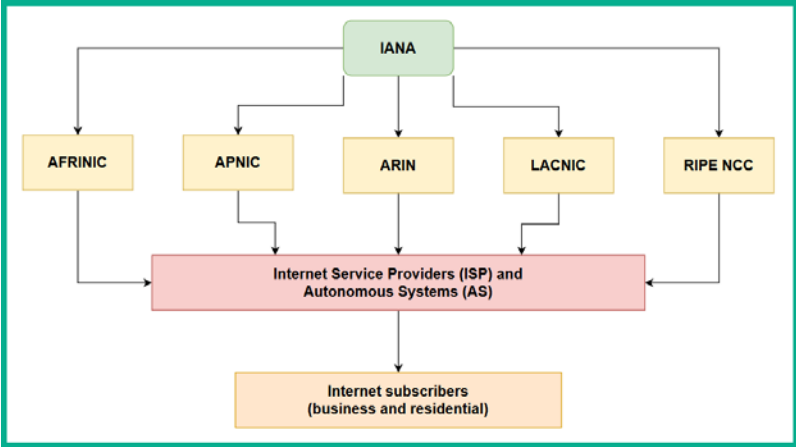 IANA
AFRINIC
APNIC
ARIN
LACNIC
RIPE NCC
Internet Service Providers (ISP) and
Autonomous Systems (AS)
Internet subscribers
(business and residential)